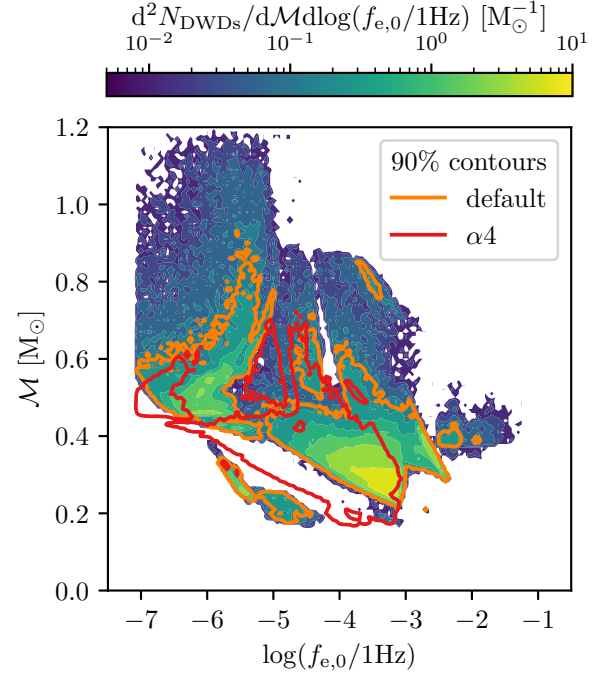 d²N_DWDs/dℳdlog(f_e,0/1Hz) [M_⊙^−1]
10^−2 10^−1 10^0 10^1
1.2
1.0
0.8
0.6
0.4
0.2
0.0
ℳ [M_⊙]
90% contours
default
α4
−7 −6 −5 −4 −3 −2 −1
log(f_e,0/1Hz)